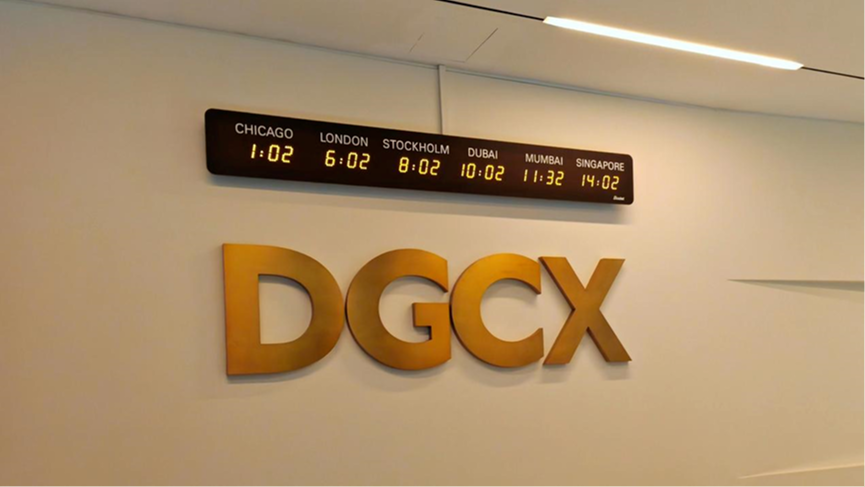 CHICAGO LONDON STOCKHOLM DUBAI MUMBAI SINGAPORE
1:02 6:02 8:02 10:02 11:32 14:02
DGCX